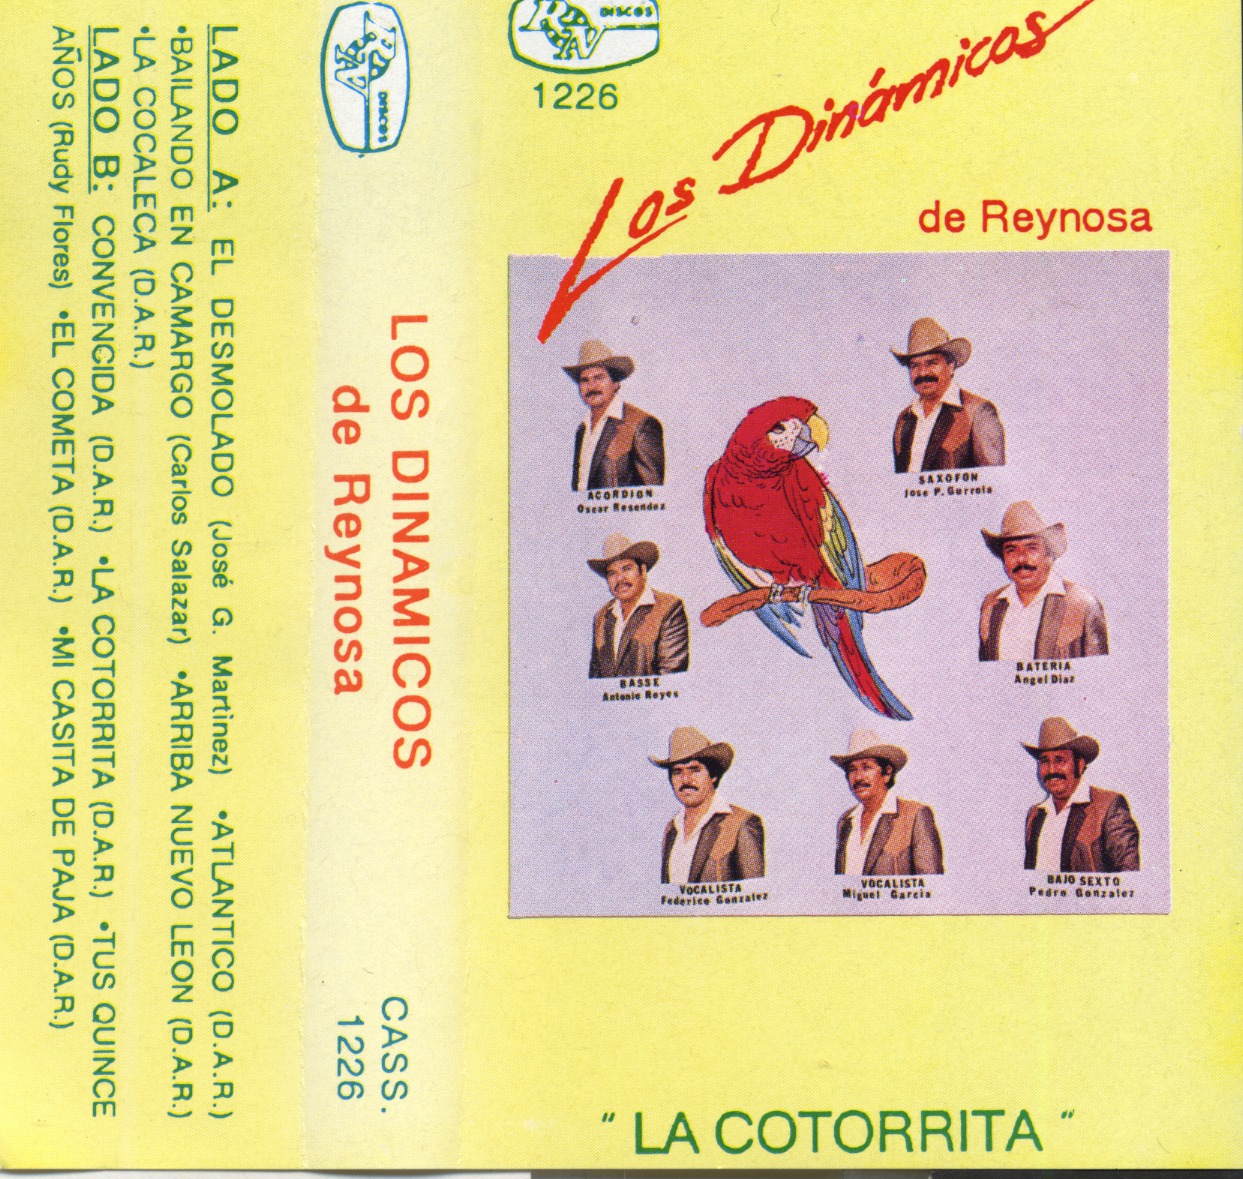 LADO A: EL DESMOLADO (José G. Martinez) •ATLANTICO (D.A.R.)
•BAILANDO EN CAMARGO (Carlos Salazar) •ARRIBA NUEVO LEON (D.A.R.)
•LA COCALECA (D.A.R.)
LADO B: CONVENCIDA (D.A.R.) •LA COTORRITA (D.A.R.) •TUS QUINCE
AÑOS (Rudy Flores) •EL COMETA (D.A.R.) •MI CASITA DE PAJA (D.A.R.)
DISCOS
LOS DINAMICOS
de Reynosa
CASS.
1226
DISCOS
1226
Los Dinámicos
de Reynosa
ACORDION
Oscar Resendez
SAXOFON
Jose P. Gurrola
BASSE
Antonio Reyes
BATERIA
Angel Diaz
VOCALISTA
Federico Gonzalez
VOCALISTA
Miguel Garcia
BAJO SEXTO
Pedro Gonzalez
"LA COTORRITA"